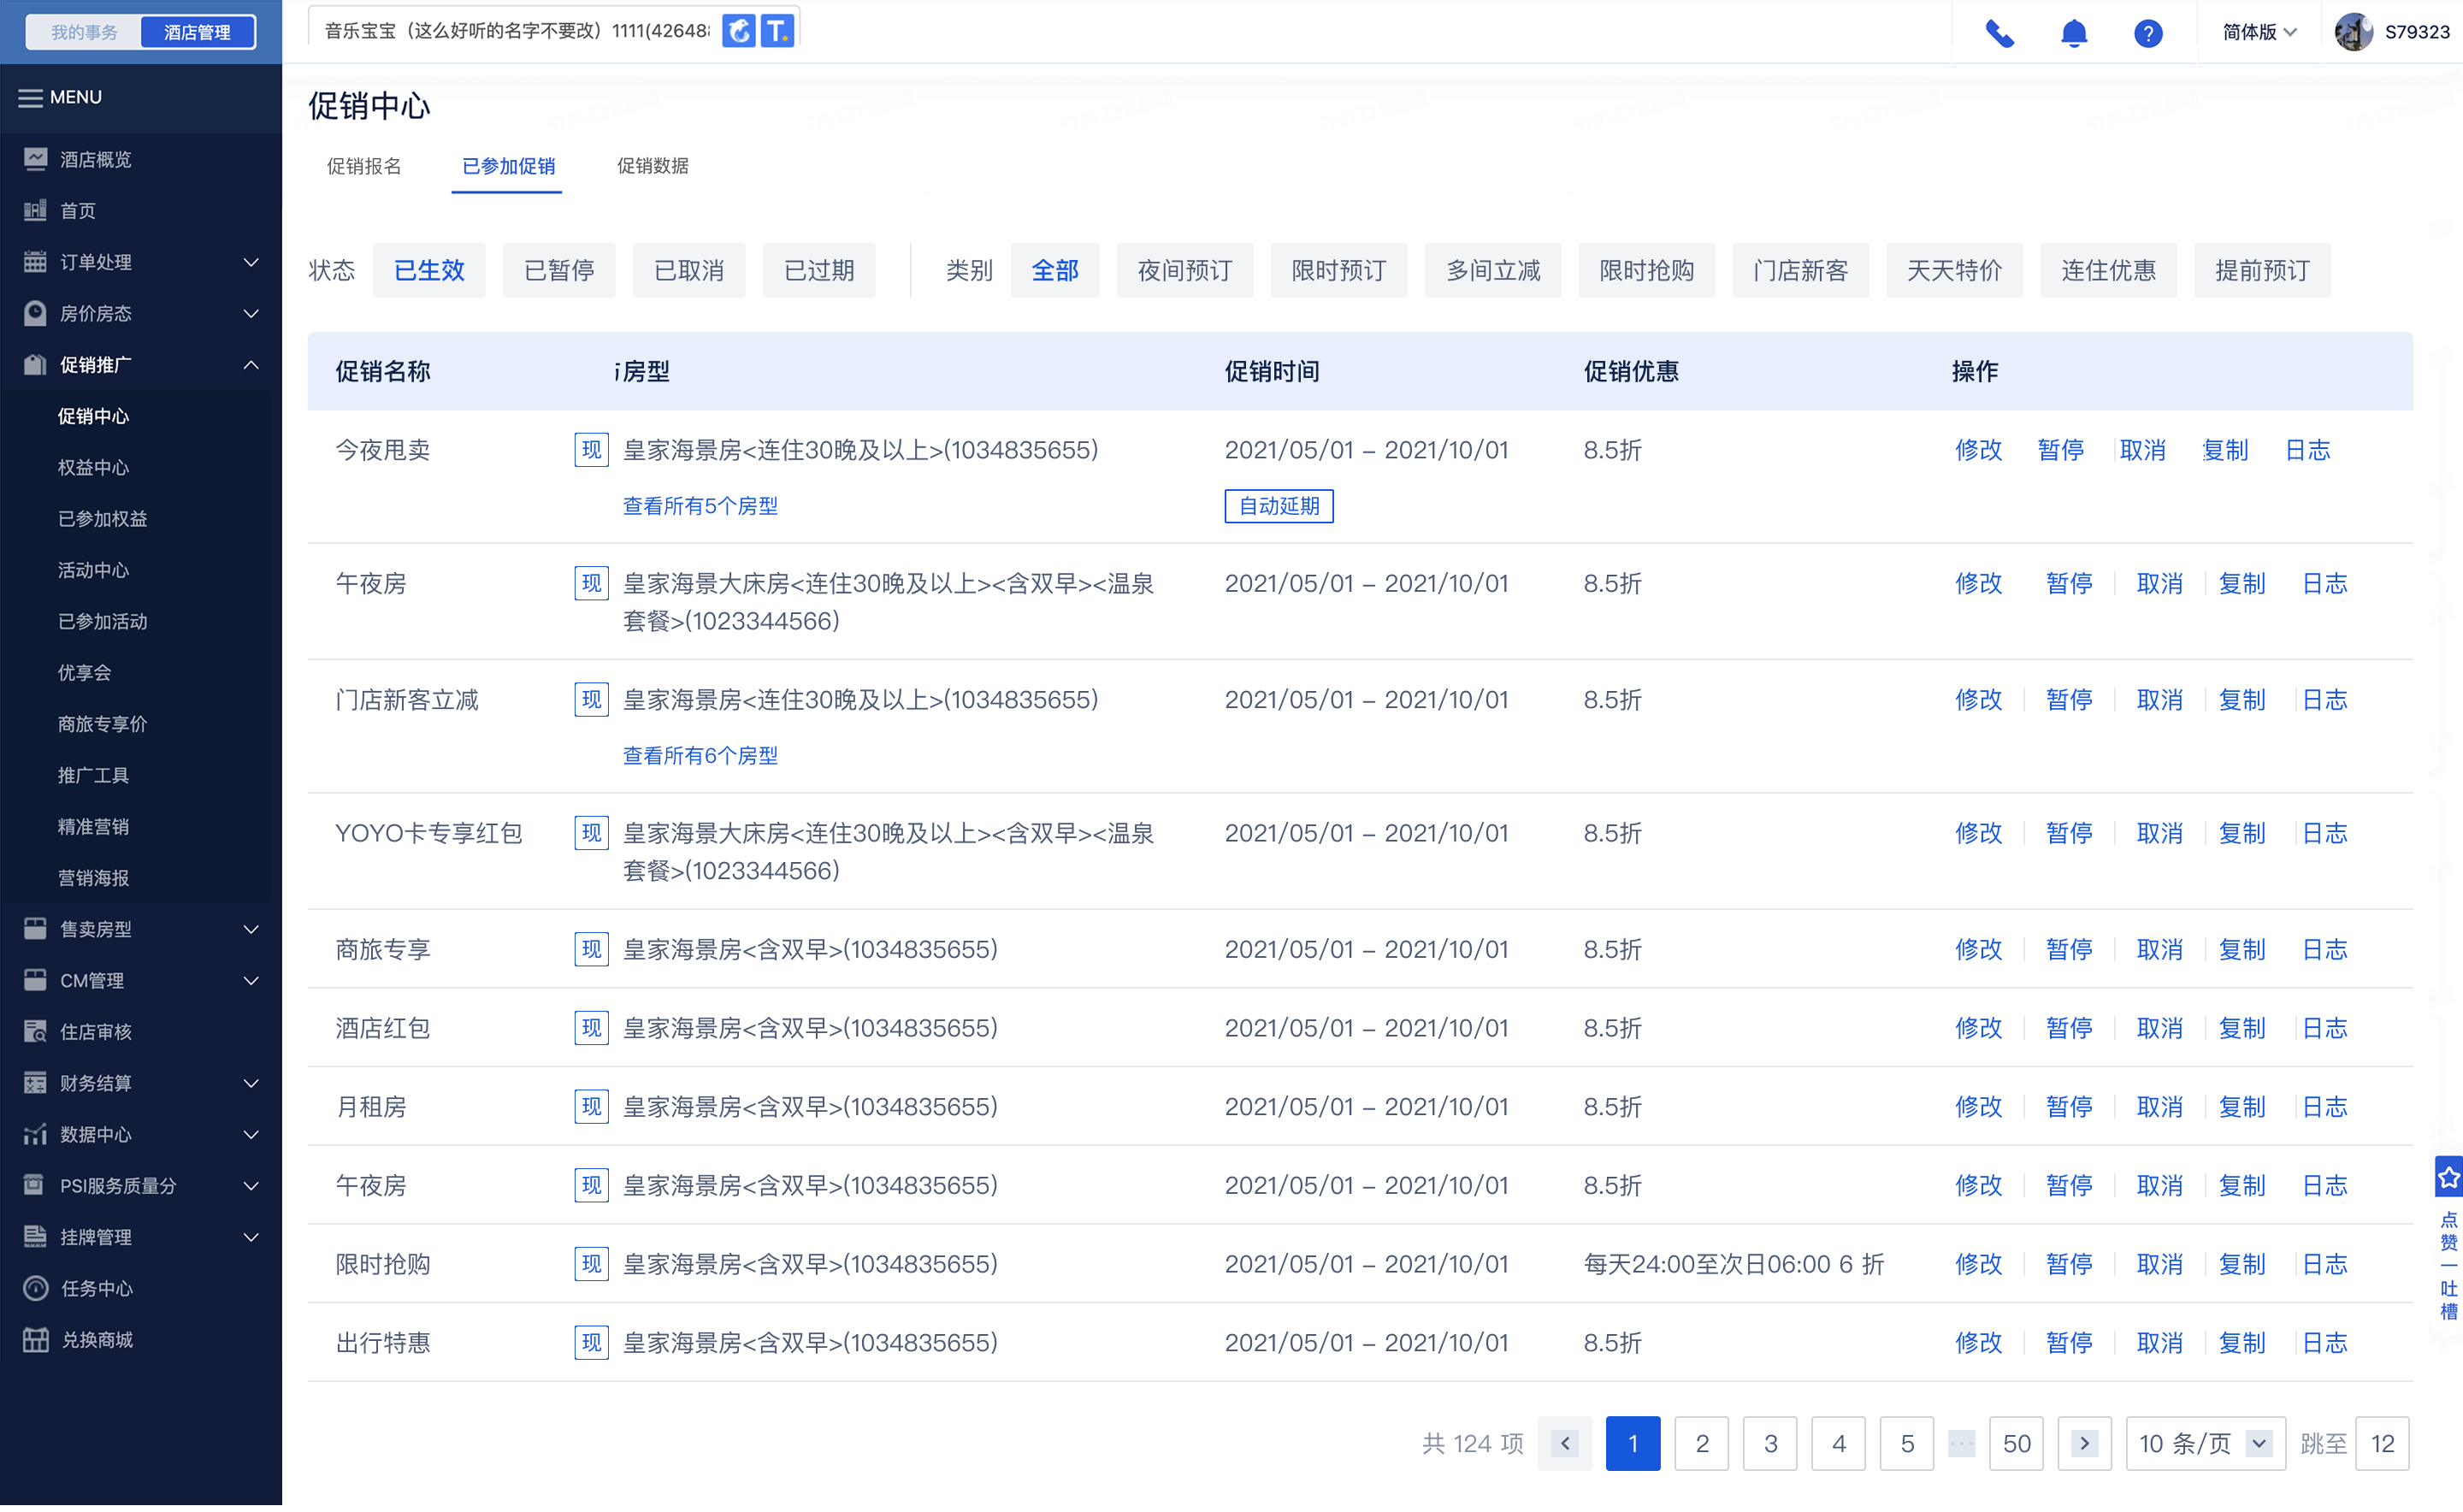 我的事务 酒店管理
音乐宝宝（这么好听的名字不要改）1111(42648
T.
简体版
S79323
MENU
酒店概览
首页
订单处理
房价房态
促销推广
促销中心
权益中心
已参加权益
活动中心
已参加活动
优享会
商旅专享价
推广工具
精准营销
营销海报
售卖房型
CM管理
住店审核
财务结算
数据中心
PSI服务质量分
挂牌管理
任务中心
兑换商城
促销中心
促销报名 已参加促销 促销数据
状态 已生效 已暂停 已取消 已过期 类别 全部 夜间预订 限时预订 多间立减 限时抢购 门店新客 天天特价 连住优惠 提前预订
促销名称 房型 促销时间 促销优惠 操作
今夜甩卖 现 皇家海景房<连住30晚及以上>(1034835655) 2021/05/01 – 2021/10/01 8.5折 修改 暂停 取消 复制 日志
查看所有5个房型 自动延期
午夜房 现 皇家海景大床房<连住30晚及以上><含双早><温泉 2021/05/01 – 2021/10/01 8.5折 修改 暂停 取消 复制 日志
套餐>(1023344566)
门店新客立减 现 皇家海景房<连住30晚及以上>(1034835655) 2021/05/01 – 2021/10/01 8.5折 修改 暂停 取消 复制 日志
查看所有6个房型
YOYO卡专享红包 现 皇家海景大床房<连住30晚及以上><含双早><温泉 2021/05/01 – 2021/10/01 8.5折 修改 暂停 取消 复制 日志
套餐>(1023344566)
商旅专享 现 皇家海景房<含双早>(1034835655) 2021/05/01 – 2021/10/01 8.5折 修改 暂停 取消 复制 日志
酒店红包 现 皇家海景房<含双早>(1034835655) 2021/05/01 – 2021/10/01 8.5折 修改 暂停 取消 复制 日志
月租房 现 皇家海景房<含双早>(1034835655) 2021/05/01 – 2021/10/01 8.5折 修改 暂停 取消 复制 日志
午夜房 现 皇家海景房<含双早>(1034835655) 2021/05/01 – 2021/10/01 8.5折 修改 暂停 取消 复制 日志
限时抢购 现 皇家海景房<含双早>(1034835655) 2021/05/01 – 2021/10/01 每天24:00至次日06:00 6 折 修改 暂停 取消 复制 日志
出行特惠 现 皇家海景房<含双早>(1034835655) 2021/05/01 – 2021/10/01 8.5折 修改 暂停 取消 复制 日志
共 124 项 1 2 3 4 5 ··· 50 10 条/页 跳至 12
点赞一吐槽